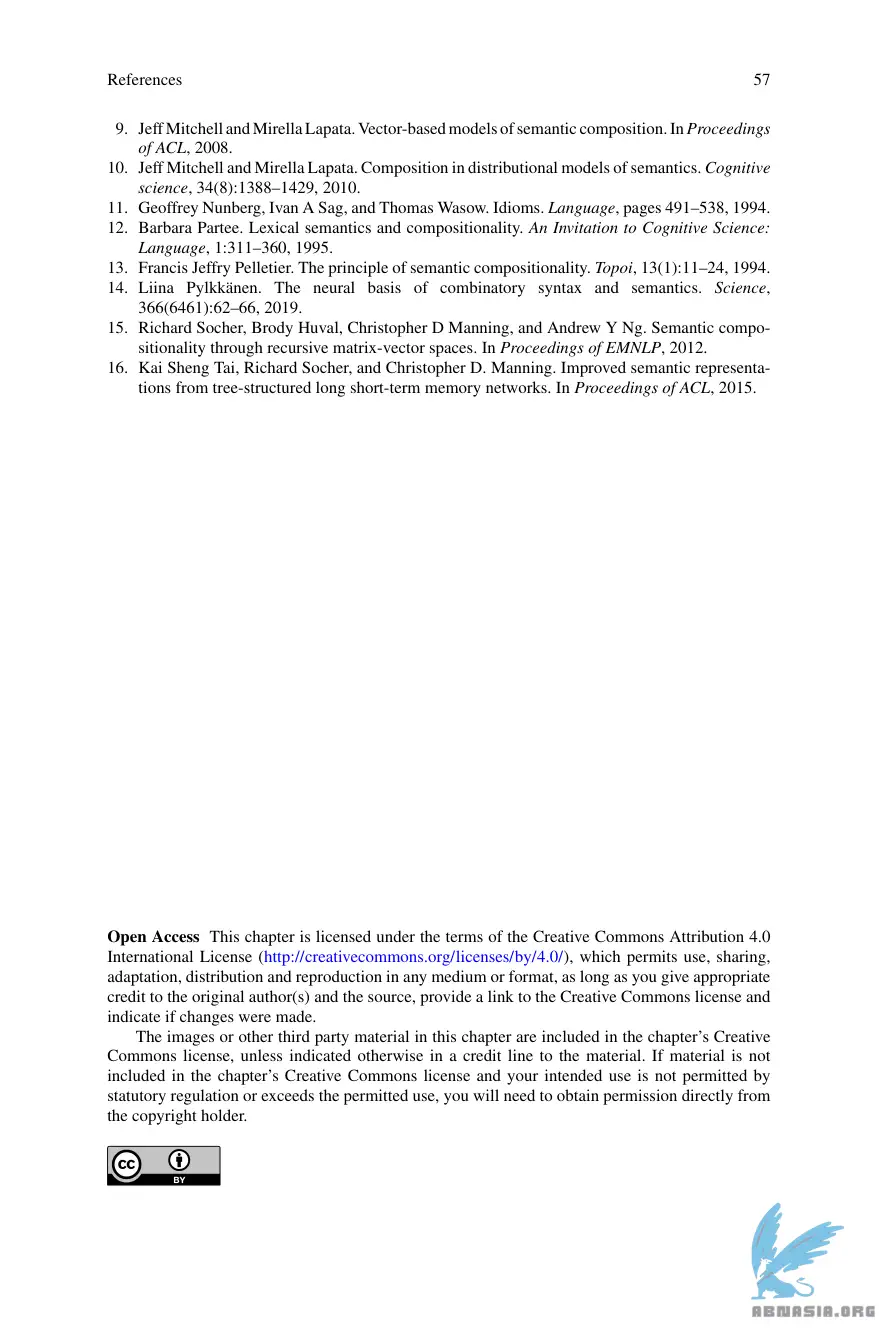 References 57
9. Jeff Mitchell and Mirella Lapata. Vector-based models of semantic composition. In Proceedings
of ACL, 2008.
10. Jeff Mitchell and Mirella Lapata. Composition in distributional models of semantics. Cognitive
science, 34(8):1388–1429, 2010.
11. Geoffrey Nunberg, Ivan A Sag, and Thomas Wasow. Idioms. Language, pages 491–538, 1994.
12. Barbara Partee. Lexical semantics and compositionality. An Invitation to Cognitive Science:
Language, 1:311–360, 1995.
13. Francis Jeffry Pelletier. The principle of semantic compositionality. Topoi, 13(1):11–24, 1994.
14. Liina Pylkkänen. The neural basis of combinatory syntax and semantics. Science,
366(6461):62–66, 2019.
15. Richard Socher, Brody Huval, Christopher D Manning, and Andrew Y Ng. Semantic compo-
sitionality through recursive matrix-vector spaces. In Proceedings of EMNLP, 2012.
16. Kai Sheng Tai, Richard Socher, and Christopher D. Manning. Improved semantic representa-
tions from tree-structured long short-term memory networks. In Proceedings of ACL, 2015.
Open Access This chapter is licensed under the terms of the Creative Commons Attribution 4.0
International License (http://creativecommons.org/licenses/by/4.0/), which permits use, sharing,
adaptation, distribution and reproduction in any medium or format, as long as you give appropriate
credit to the original author(s) and the source, provide a link to the Creative Commons license and
indicate if changes were made.
The images or other third party material in this chapter are included in the chapter's Creative
Commons license, unless indicated otherwise in a credit line to the material. If material is not
included in the chapter's Creative Commons license and your intended use is not permitted by
statutory regulation or exceeds the permitted use, you will need to obtain permission directly from
the copyright holder.
cc
BY
ABNASIA.ORG